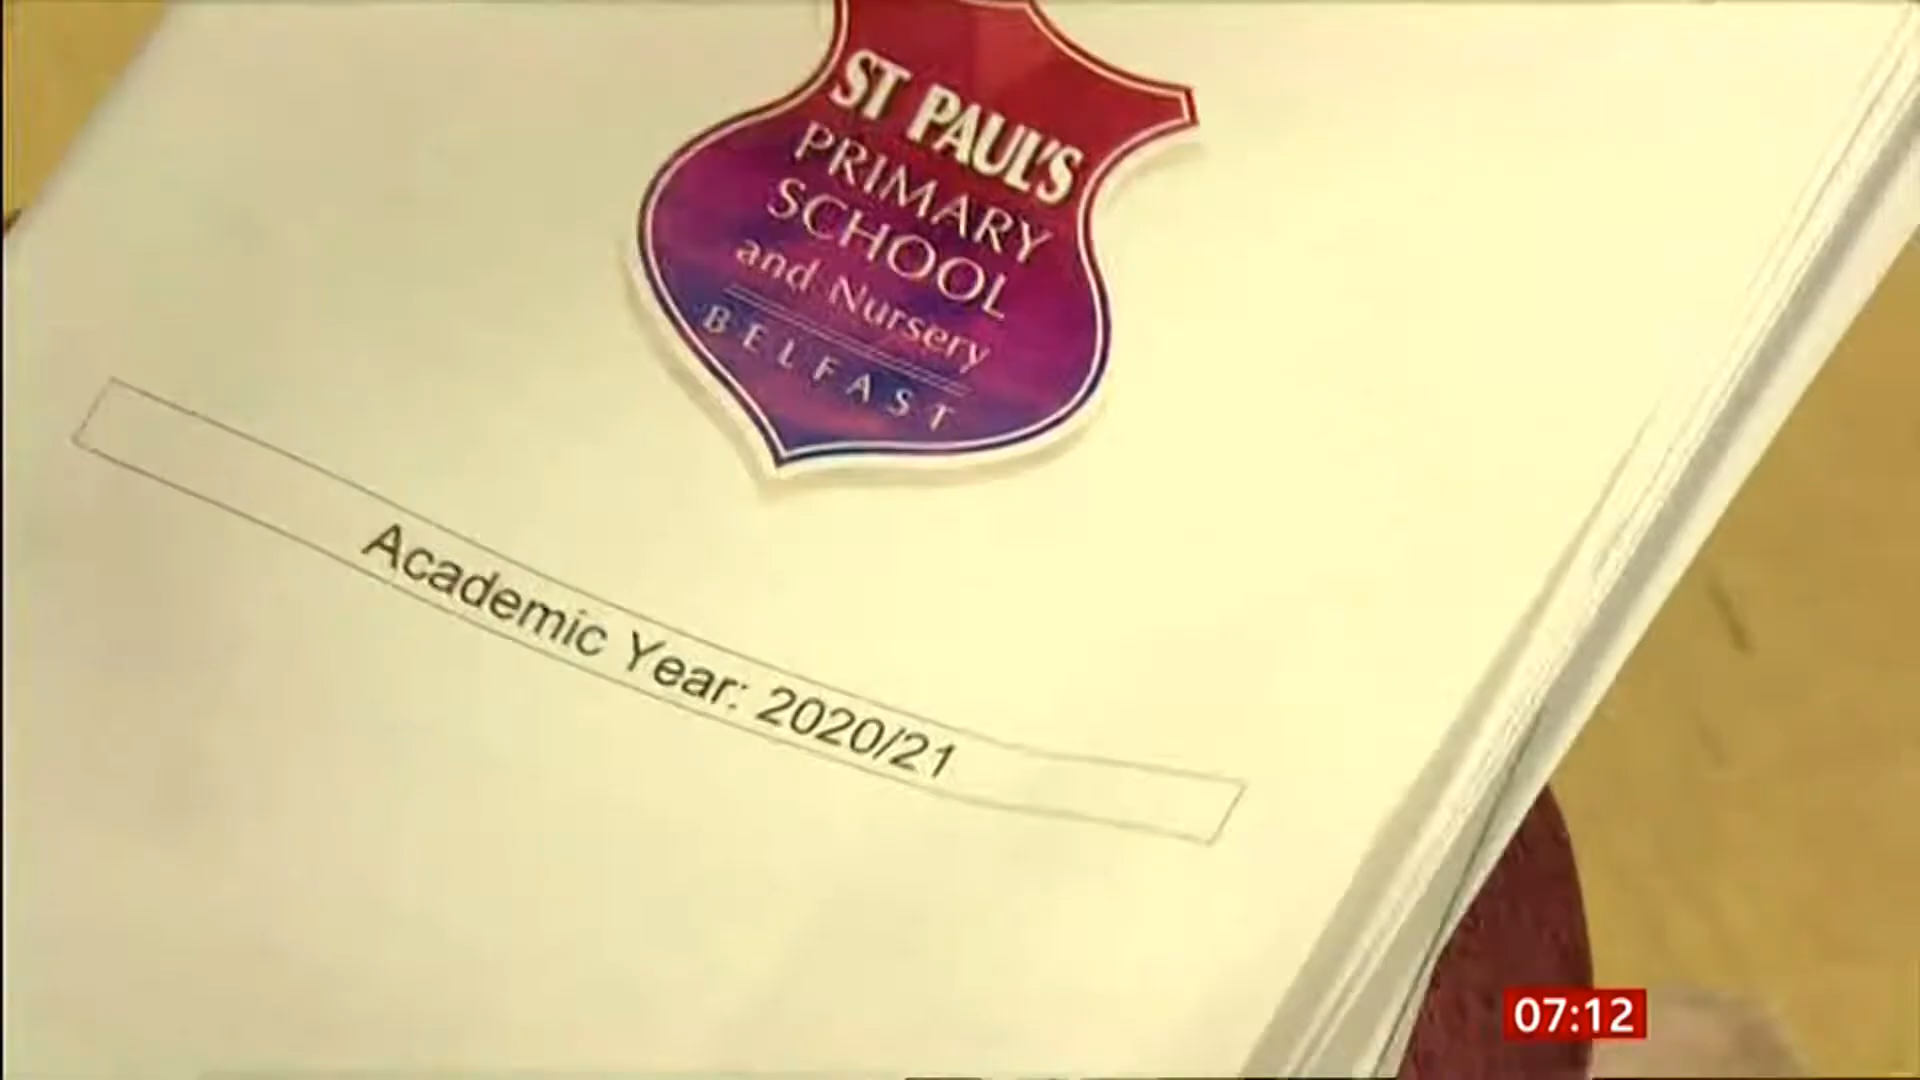 ST PAUL'S
PRIMARY
SCHOOL
and Nursery
BELFAST
Academic Year: 2020/21
07:12